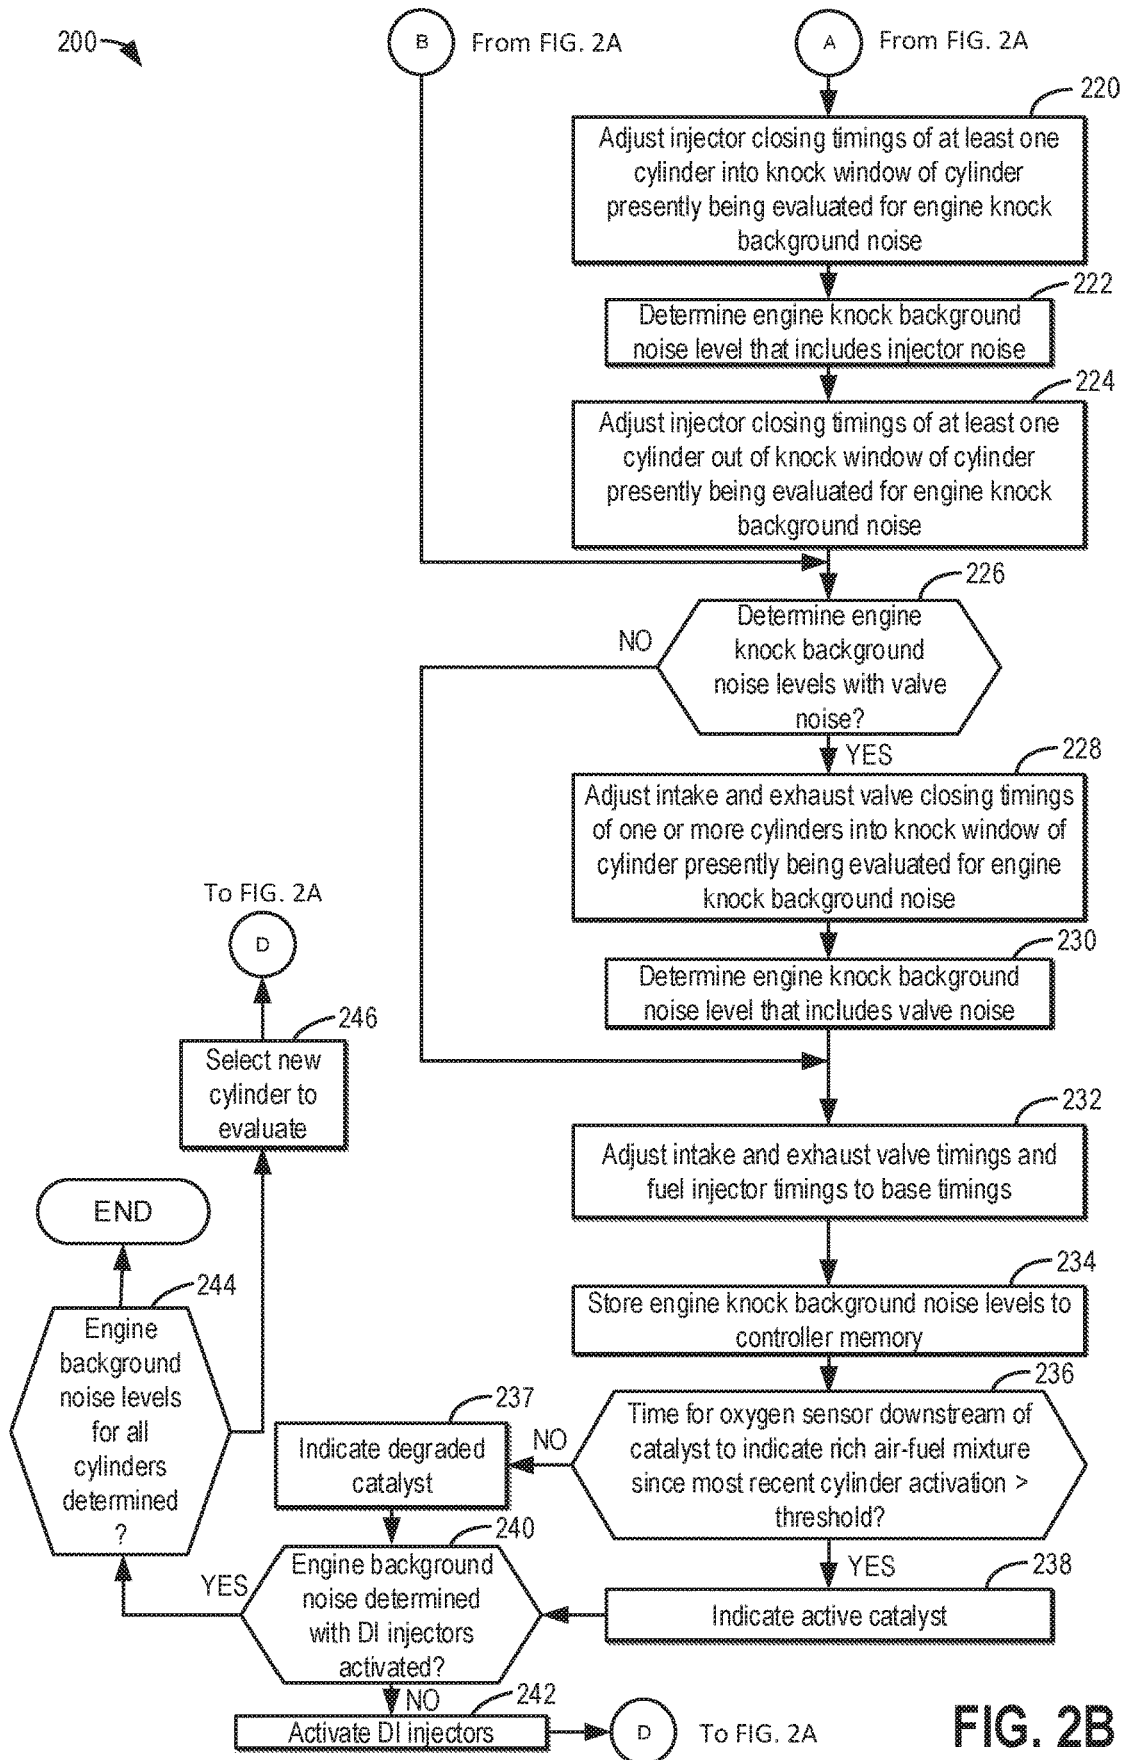 200
B
From FIG. 2A
A
From FIG. 2A
220
Adjust injector closing timings of at least one
cylinder into knock window of cylinder
presently being evaluated for engine knock
background noise
222
Determine engine knock background
noise level that includes injector noise
224
Adjust injector closing timings of at least one
cylinder out of knock window of cylinder
presently being evaluated for engine knock
background noise
226
Determine engine
knock background
noise levels with valve
noise?
NO
YES
228
Adjust intake and exhaust valve closing timings
of one or more cylinders into knock window of
cylinder presently being evaluated for engine
knock background noise
230
Determine engine knock background
noise level that includes valve noise
232
Adjust intake and exhaust valve timings and
fuel injector timings to base timings
234
Store engine knock background noise levels to
controller memory
236
Time for oxygen sensor downstream of
catalyst to indicate rich air-fuel mixture
since most recent cylinder activation >
threshold?
NO
YES
237
Indicate degraded
catalyst
238
Indicate active catalyst
240
Engine background
noise determined
with DI injectors
activated?
YES
NO
242
Activate DI injectors
D
To FIG. 2A
244
Engine
background
noise levels
for all
cylinders
determined
?
END
246
Select new
cylinder to
evaluate
D
To FIG. 2A
FIG. 2B